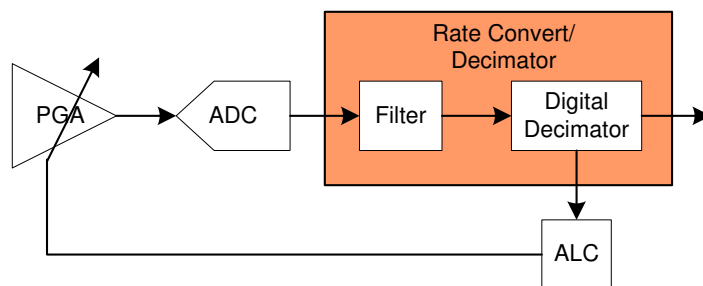 Rate Convert/
Decimator
PGA
ADC
Filter
Digital
Decimator
ALC